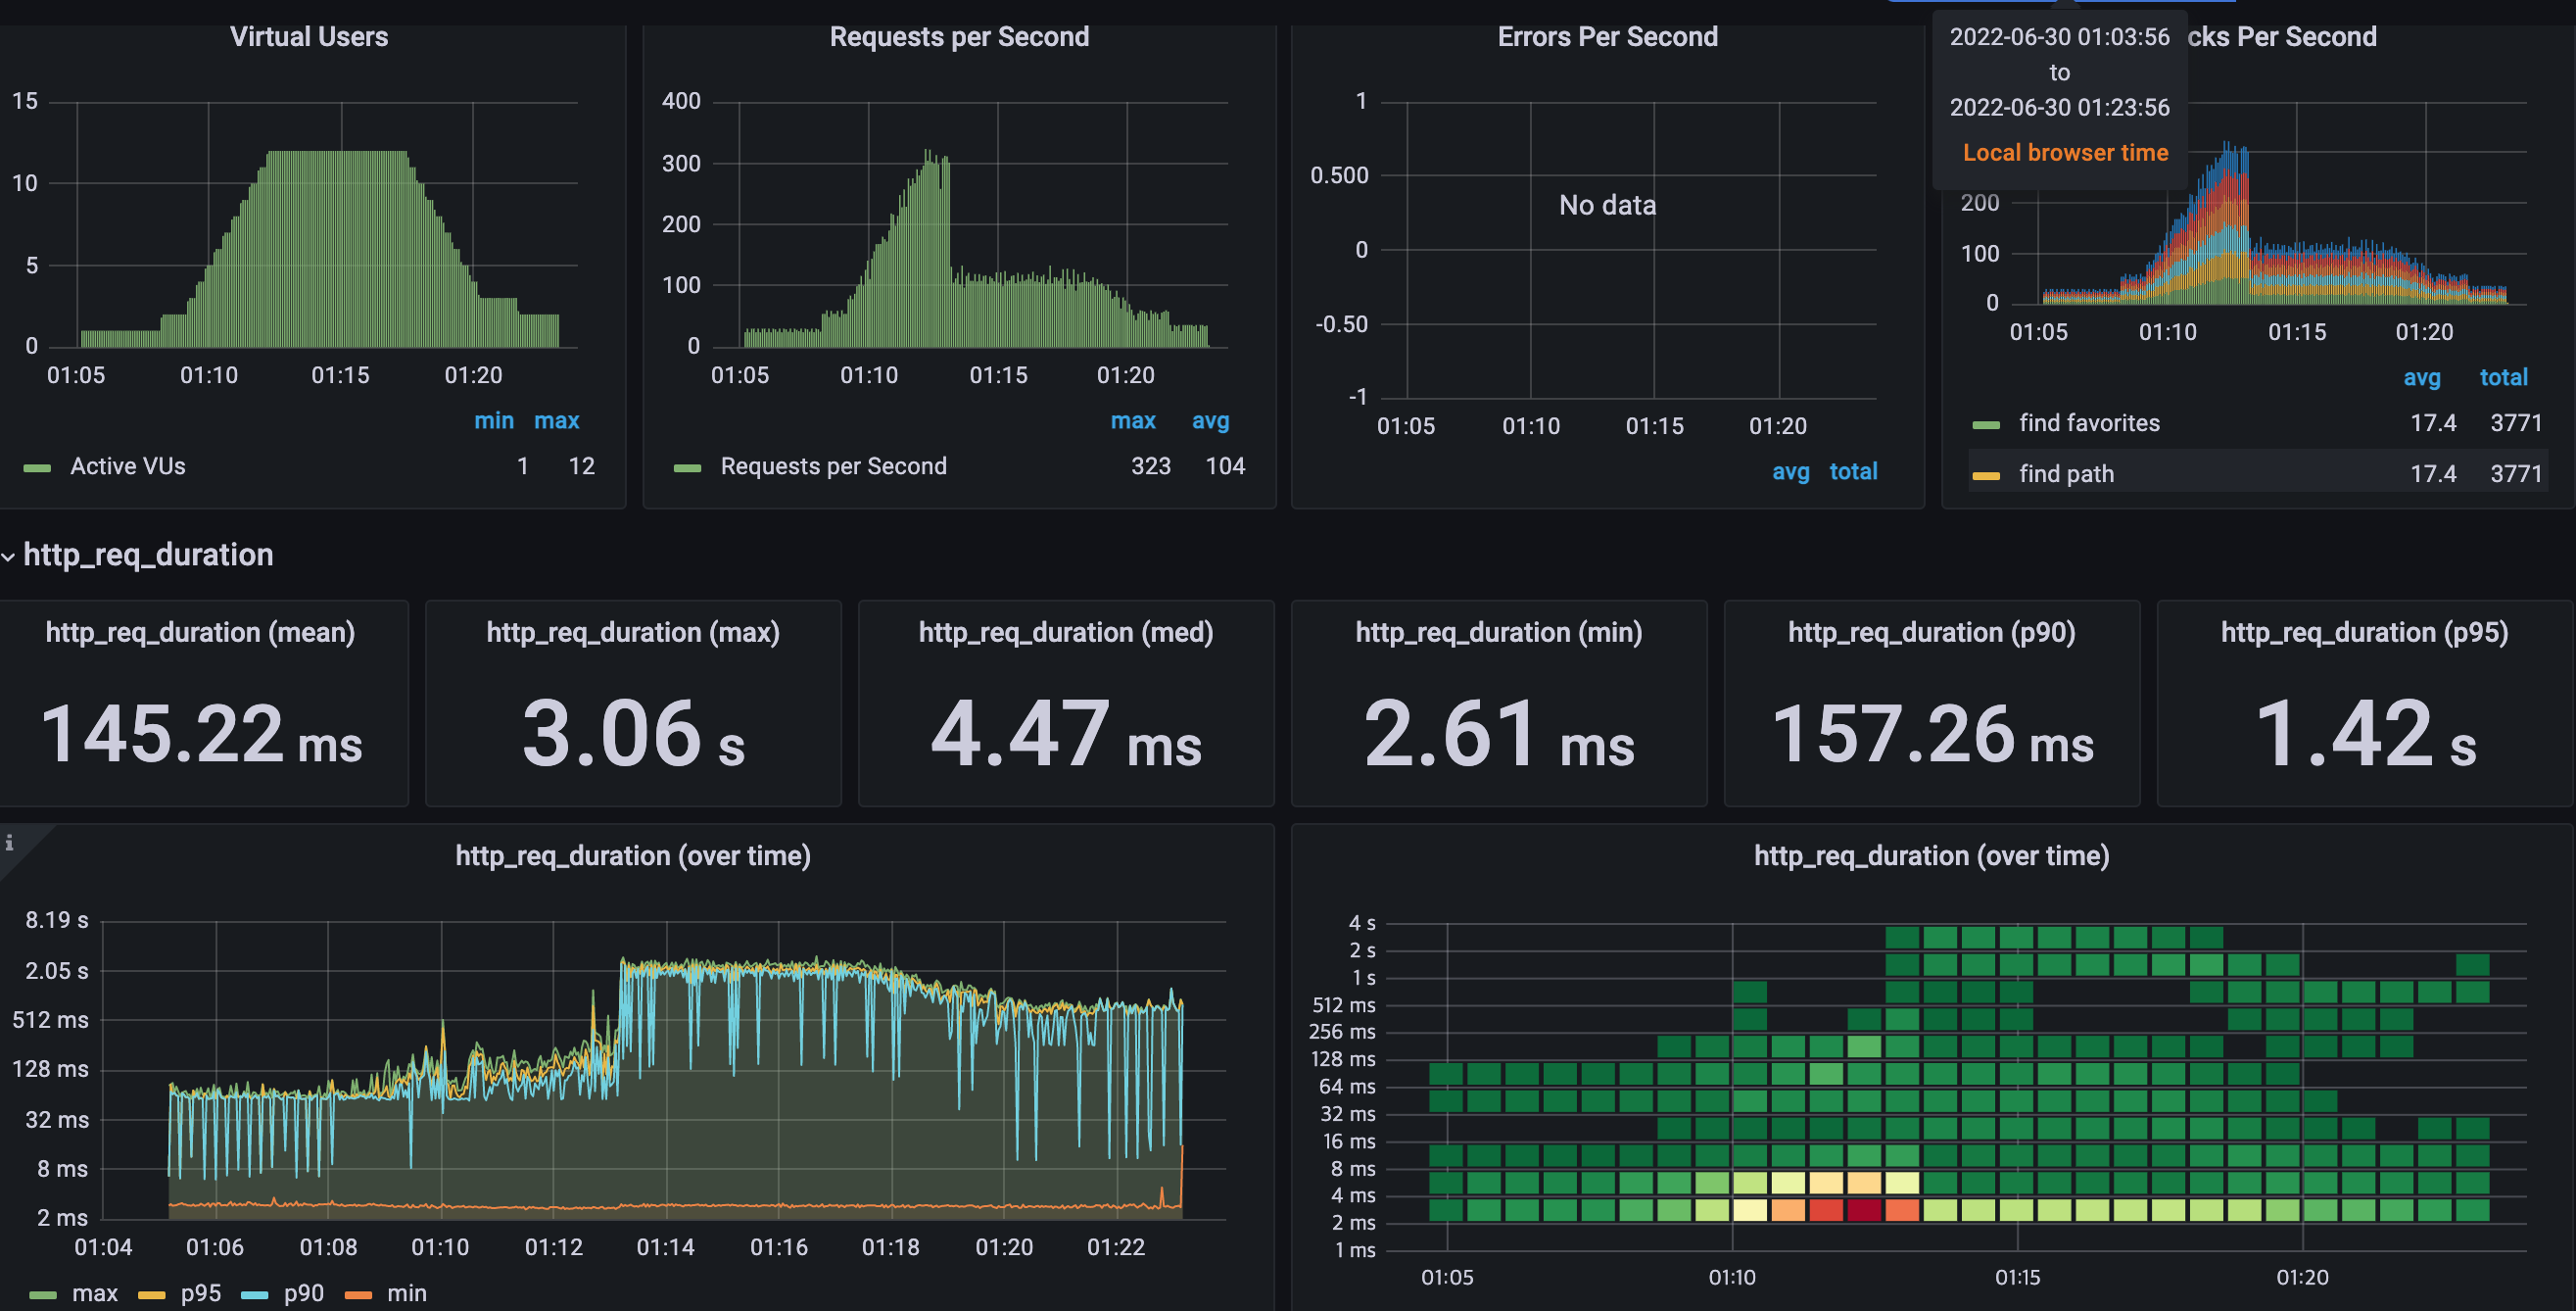 Virtual Users
15
10
5
0
01:05 01:10 01:15 01:20
min max
Active VUs 1 12
Requests per Second
400
300
200
100
0
01:05 01:10 01:15 01:20
max avg
Requests per Second 323 104
Errors Per Second
1
0.500
0
-0.50
-1
No data
01:05 01:10 01:15 01:20
avg total
2022-06-30 01:03:56
to
2022-06-30 01:23:56
Local browser time
cks Per Second
200
100
0
01:05 01:10 01:15 01:20
avg total
find favorites 17.4 3771
find path 17.4 3771
http_req_duration
http_req_duration (mean)
145.22 ms
http_req_duration (max)
3.06 s
http_req_duration (med)
4.47 ms
http_req_duration (min)
2.61 ms
http_req_duration (p90)
157.26 ms
http_req_duration (p95)
1.42 s
i
http_req_duration (over time)
8.19 s
2.05 s
512 ms
128 ms
32 ms
8 ms
2 ms
01:04 01:06 01:08 01:10 01:12 01:14 01:16 01:18 01:20 01:22
max p95 p90 min
http_req_duration (over time)
4 s
2 s
1 s
512 ms
256 ms
128 ms
64 ms
32 ms
16 ms
8 ms
4 ms
2 ms
1 ms
01:05 01:10 01:15 01:20